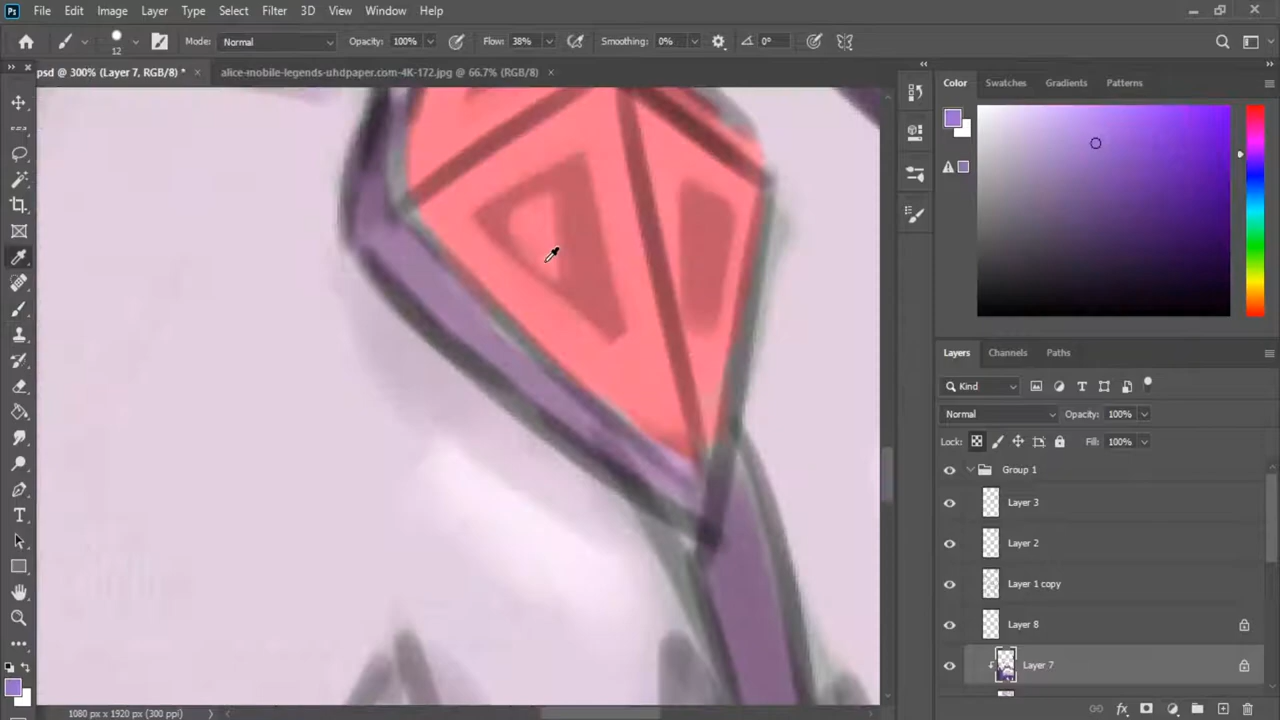 Ps File Edit Image Layer Type Select Filter 3D View Window Help
12 Mode: Normal Opacity: 100% Flow: 38% Smoothing: 0% 0°
psd @ 300% (Layer 7, RGB/8) * × alice-mobile-legends-uhdpaper.com-4K-172.jpg @ 66.7% (RGB/8) ×
Color Swatches Gradients Patterns
Layers Channels Paths
Kind
Normal Opacity: 100%
Lock: Fill: 100%
Group 1
Layer 3
Layer 2
Layer 1 copy
Layer 8
Layer 7
1080 px x 1920 px (300 ppi)